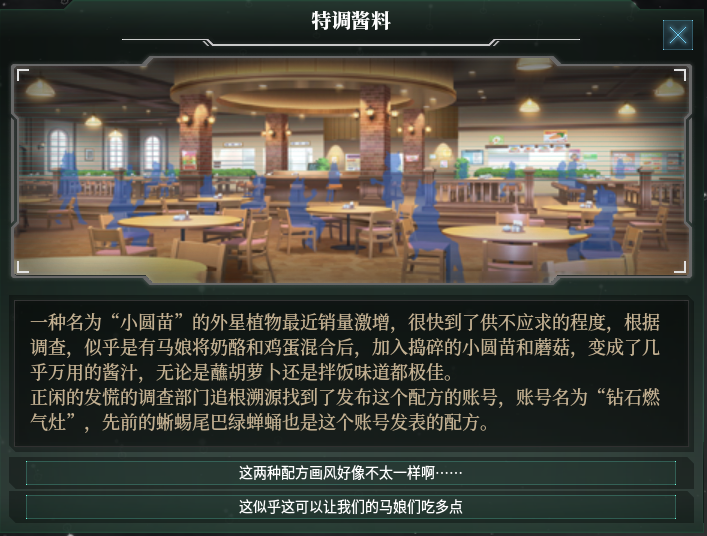 特调酱料
一种名为“小圆苗”的外星植物最近销量激增，很快到了供不应求的程度，根据
调查，似乎是有马娘将奶酪和鸡蛋混合后，加入捣碎的小圆苗和蘑菇，变成了几
乎万用的酱汁，无论是蘸胡萝卜还是拌饭味道都极佳。
正闲的发慌的调查部门追根溯源找到了发布这个配方的账号，账号名为“钻石燃
气灶”，先前的蜥蜴尾巴绿蝉蛹也是这个账号发表的配方。
这两种配方画风好像不太一样啊……
这似乎这可以让我们的马娘们吃多点